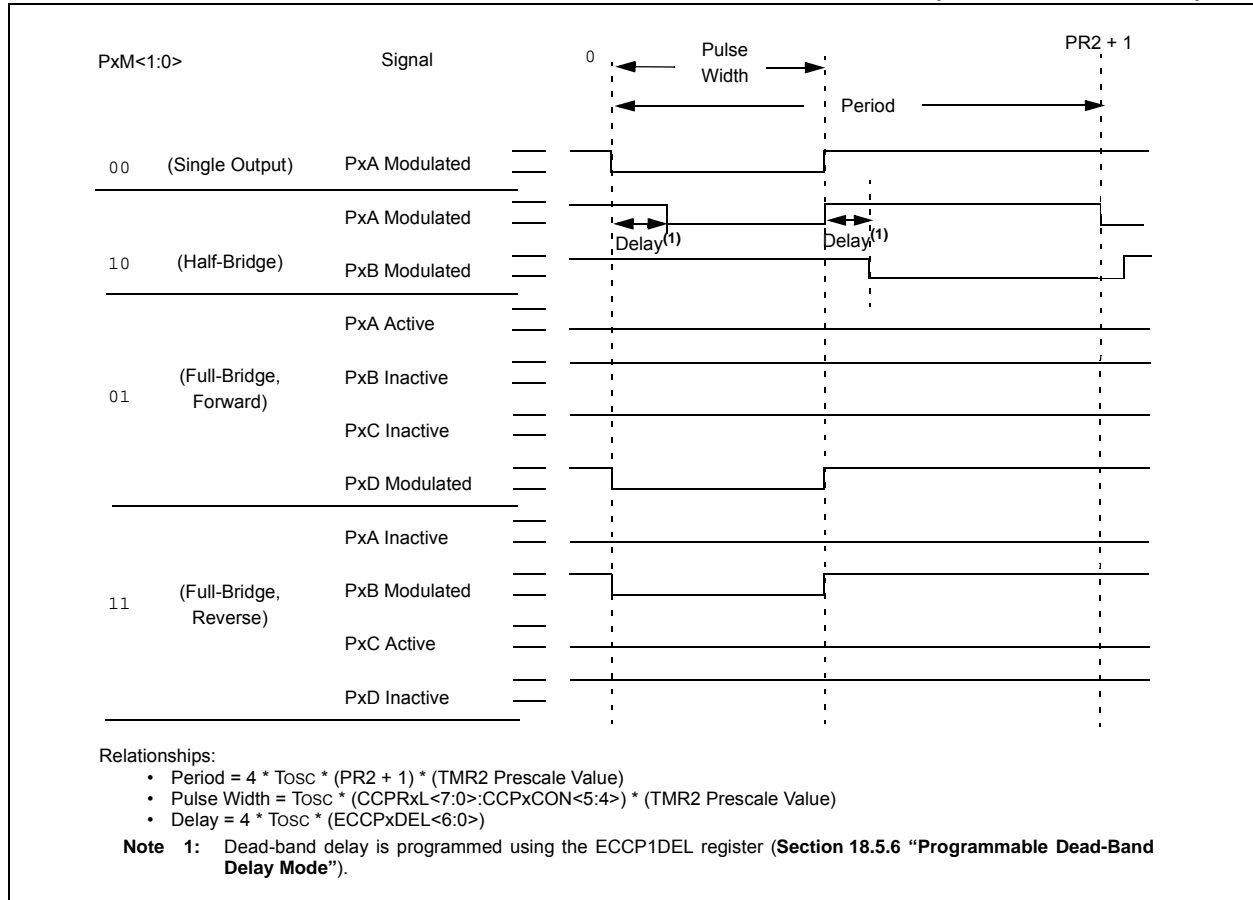 PxM<1:0>
Signal
0
Pulse
Width
PR2 + 1
Period
00 (Single Output) PxA Modulated
PxA Modulated
Delay(1)
Delay(1)
10 (Half-Bridge) PxB Modulated
PxA Active
01 (Full-Bridge,
Forward)
PxB Inactive
PxC Inactive
PxD Modulated
PxA Inactive
11 (Full-Bridge,
Reverse)
PxB Modulated
PxC Active
PxD Inactive
Relationships:
• Period = 4 * TOSC * (PR2 + 1) * (TMR2 Prescale Value)
• Pulse Width = TOSC * (CCPRxL<7:0>:CCPxCON<5:4>) * (TMR2 Prescale Value)
• Delay = 4 * TOSC * (ECCPxDEL<6:0>)
Note 1: Dead-band delay is programmed using the ECCP1DEL register (Section 18.5.6 “Programmable Dead-Band
Delay Mode”).